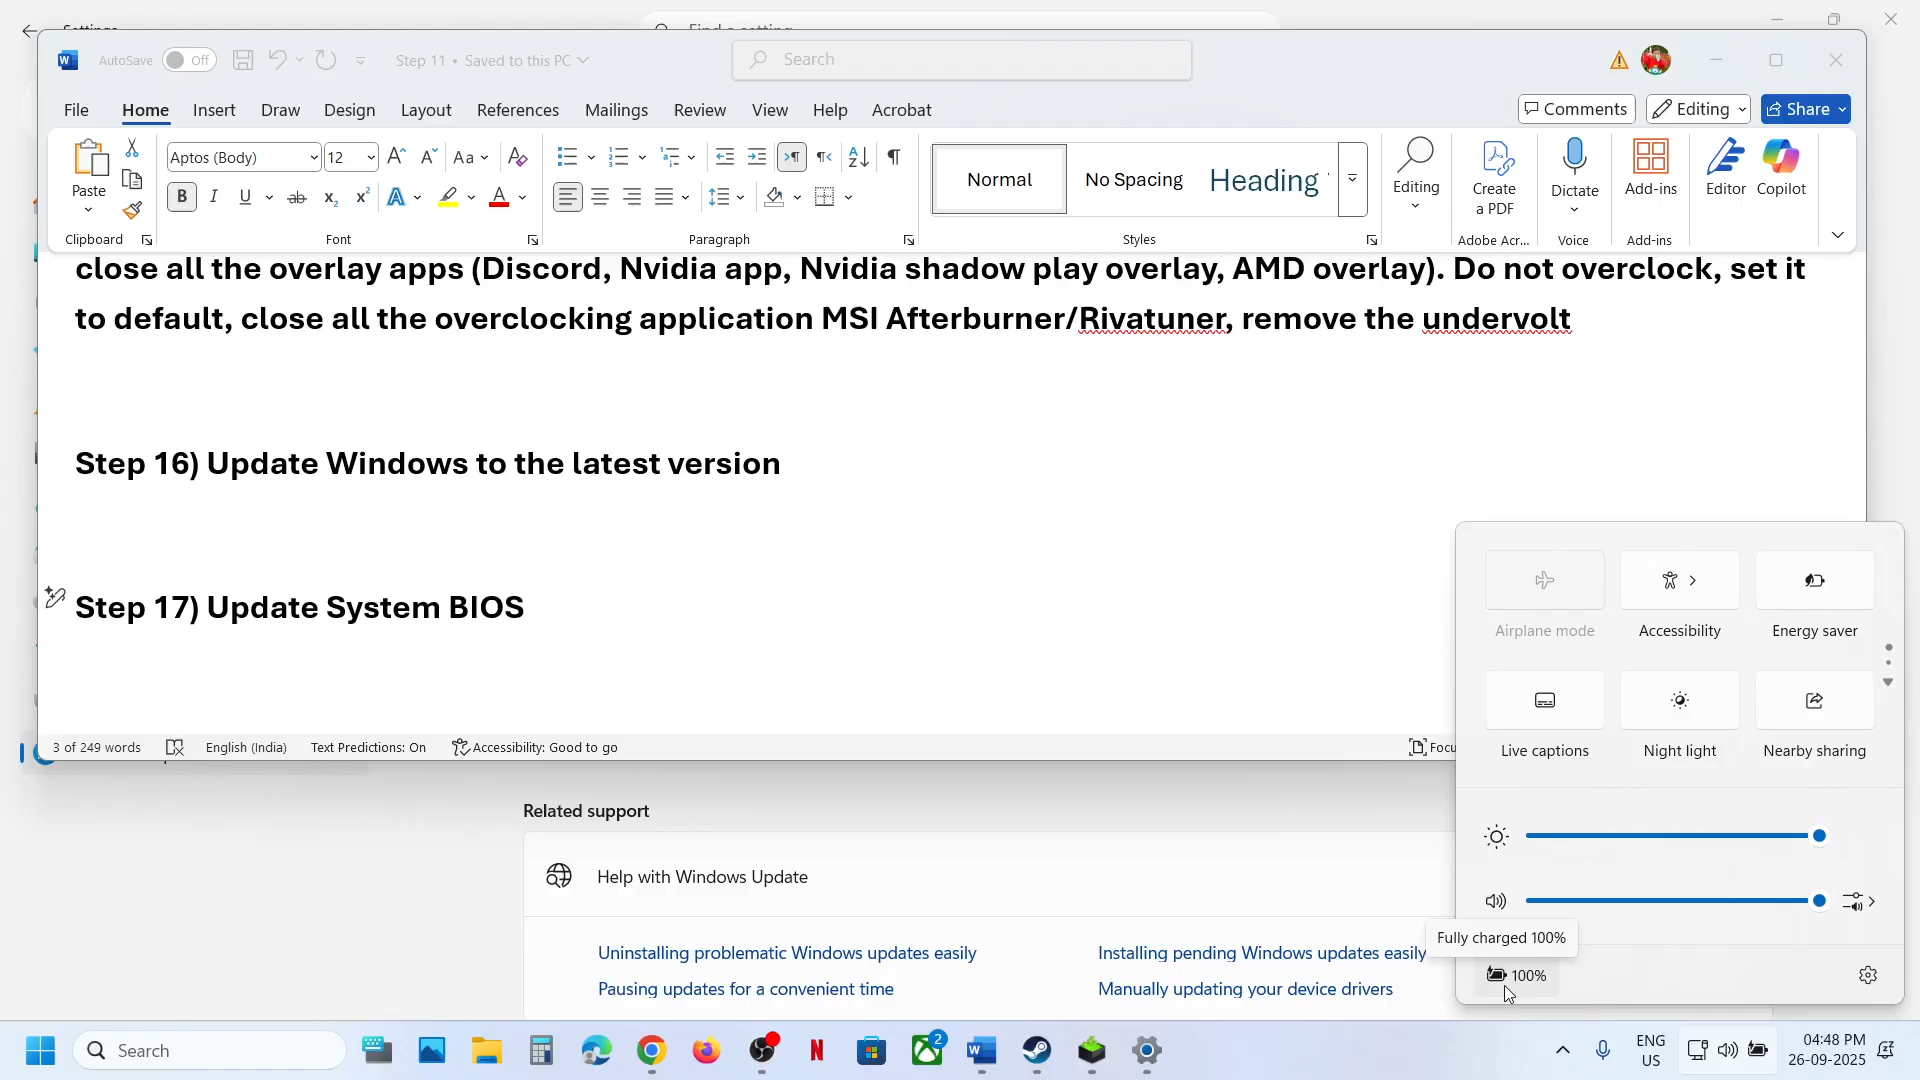 Settings
Find a setting
AutoSave Off Step 11 • Saved to this PC Search
File Home Insert Draw Design Layout References Mailings Review View Help Acrobat Comments Editing Share
Paste
Aptos (Body) 12
Normal No Spacing Heading
Editing
Create a PDF
Dictate
Add-ins
Editor
Copilot
Clipboard Font Paragraph Styles Adobe Acr... Voice Add-ins
close all the overlay apps (Discord, Nvidia app, Nvidia shadow play overlay, AMD overlay). Do not overclock, set it
to default, close all the overclocking application MSI Afterburner/Rivatuner, remove the undervolt
Step 16) Update Windows to the latest version
Step 17) Update System BIOS
3 of 249 words English (India) Text Predictions: On Accessibility: Good to go
Airplane mode Accessibility Energy saver
Live captions Night light Nearby sharing
Fully charged 100%
100%
Related support
Help with Windows Update
Uninstalling problematic Windows updates easily Installing pending Windows updates easily
Pausing updates for a convenient time Manually updating your device drivers
Search
2
ENG
US
04:48 PM
26-09-2025